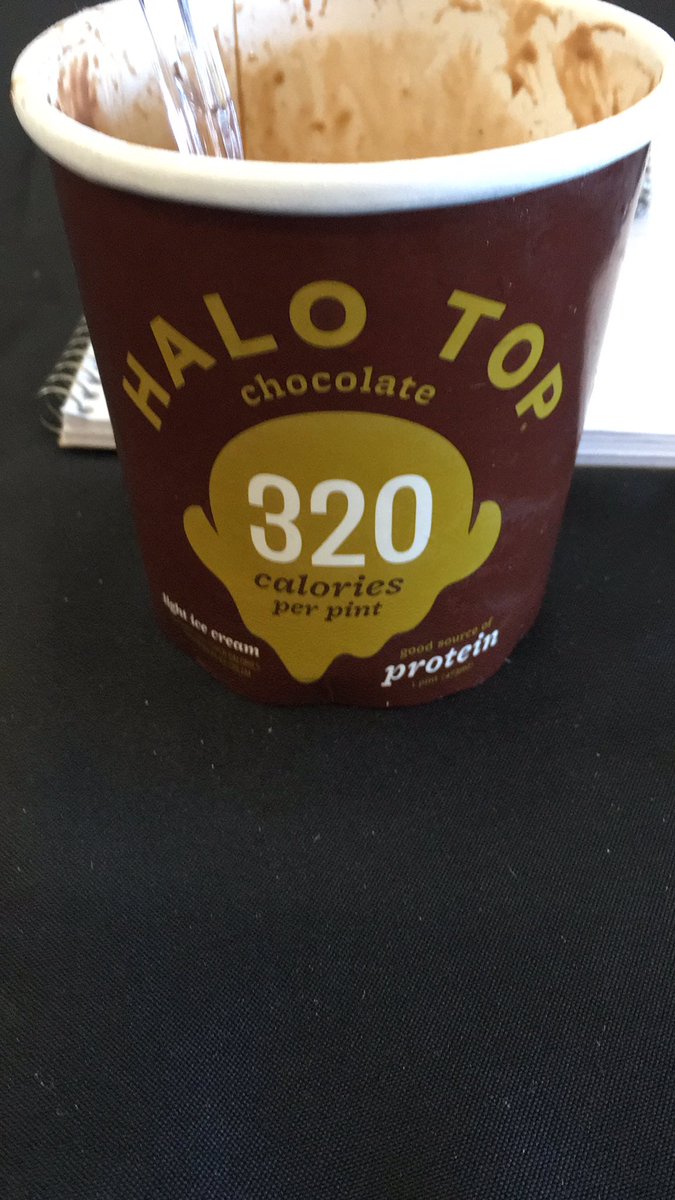 HALO TOP
chocolate
320
calories
per pint
light ice cream
good source of
protein